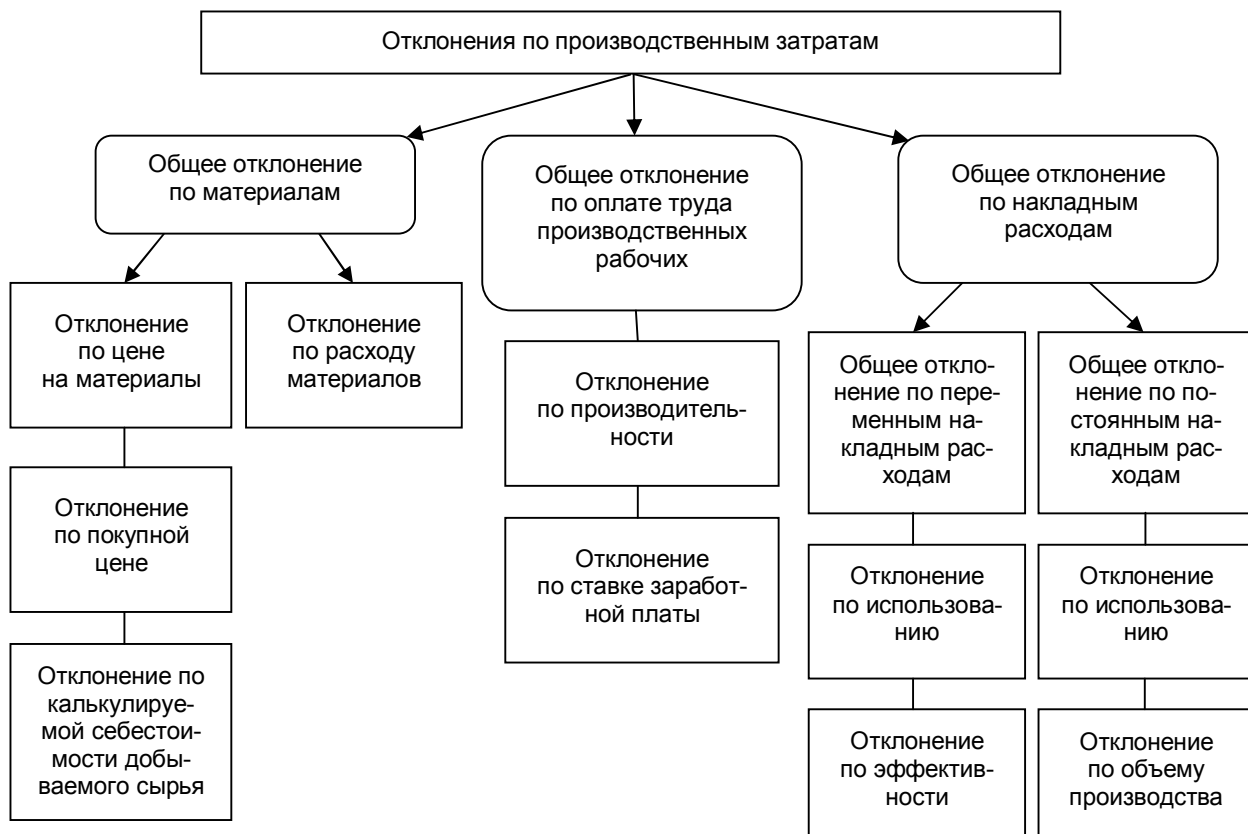 Отклонения по производственным затратам
Общее отклонение
по материалам
Общее отклонение
по оплате труда
производственных
рабочих
Общее отклонение
по накладным
расходам
Отклонение
по цене
на материалы
Отклонение
по расходу
материалов
Отклонение
по производитель-
ности
Общее откло-
нение по пере-
менным на-
кладным рас-
ходам
Общее откло-
нение по по-
стоянным на-
кладным рас-
ходам
Отклонение
по покупной
цене
Отклонение
по ставке заработ-
ной платы
Отклонение
по использова-
нию
Отклонение
по использова-
нию
Отклонение по
калькулируе-
мой себестои-
мости добы-
ваемого сырья
Отклонение
по эффектив-
ности
Отклонение
по объему
производства